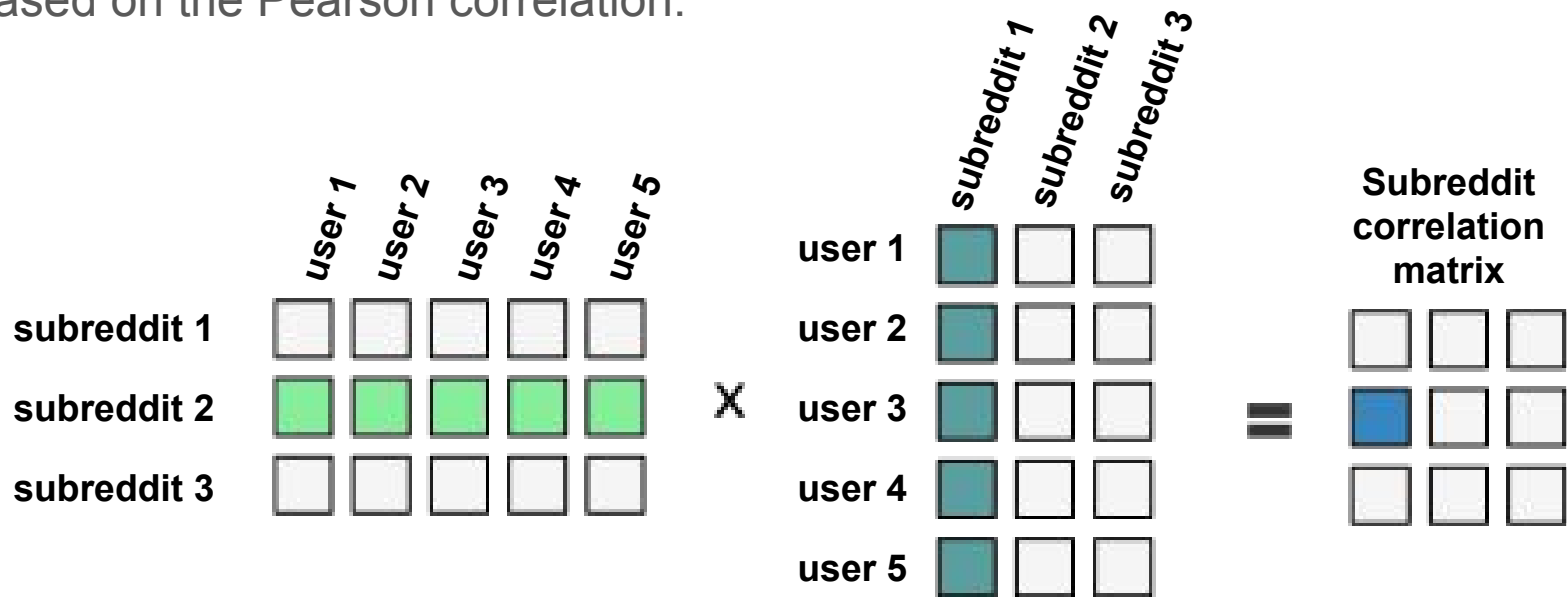 based on the Pearson correlation.
user 1
user 2
user 3
user 4
user 5
subreddit 1
subreddit 2
subreddit 3
x
subreddit 1
subreddit 2
subreddit 3
user 1
user 2
user 3
user 4
user 5
=
Subreddit
correlation
matrix